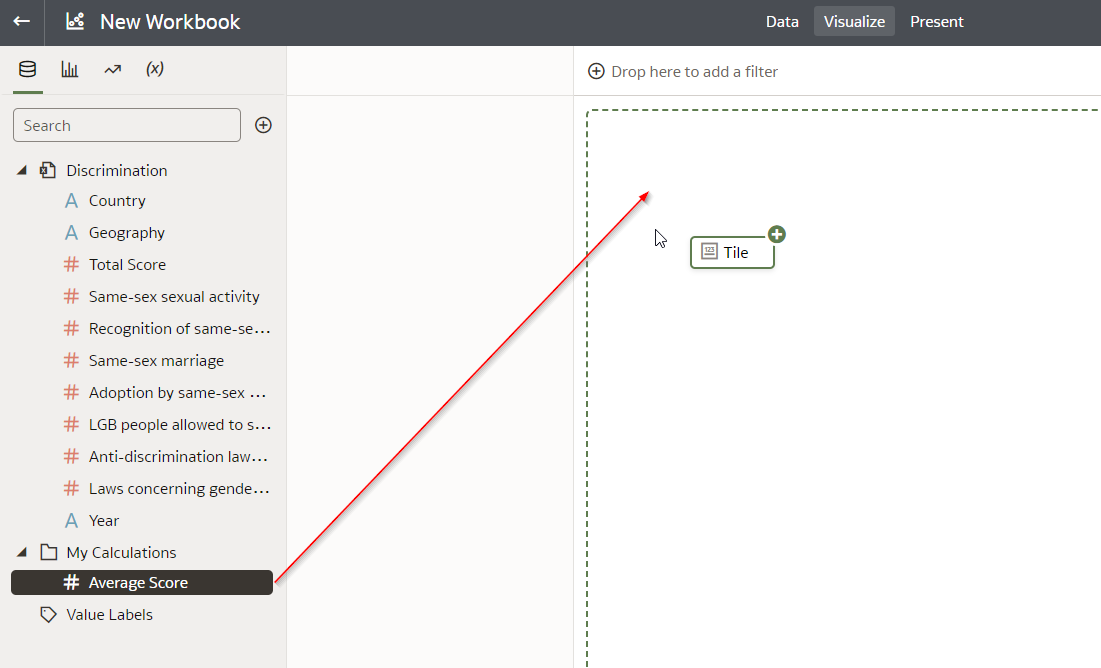 New Workbook
Data
Visualize
Present
(x)
Drop here to add a filter
Search
Discrimination
A Country
A Geography
# Total Score
# Same-sex sexual activity
# Recognition of same-se...
# Same-sex marriage
# Adoption by same-sex ...
# LGB people allowed to s...
# Anti-discrimination law...
# Laws concerning gende...
A Year
My Calculations
# Average Score
Value Labels
123 Tile